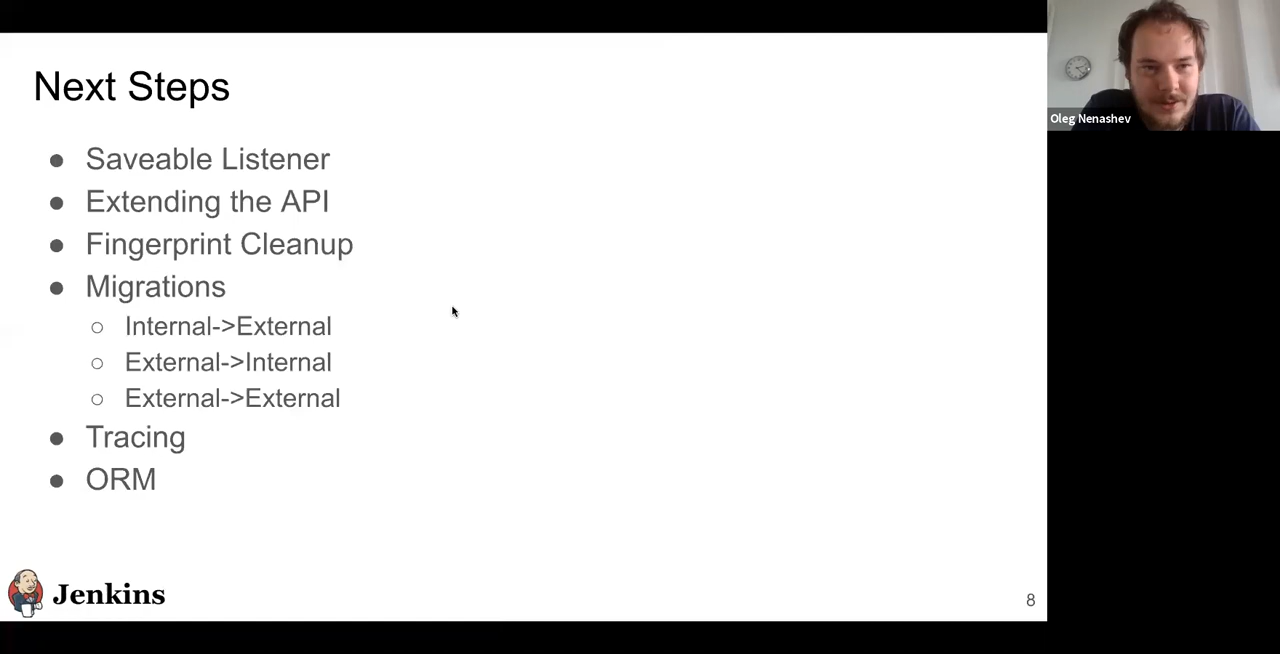 Next Steps
● Saveable Listener
● Extending the API
● Fingerprint Cleanup
● Migrations
○ Internal->External
○ External->Internal
○ External->External
● Tracing
● ORM
Jenkins
8
Oleg Nenashev